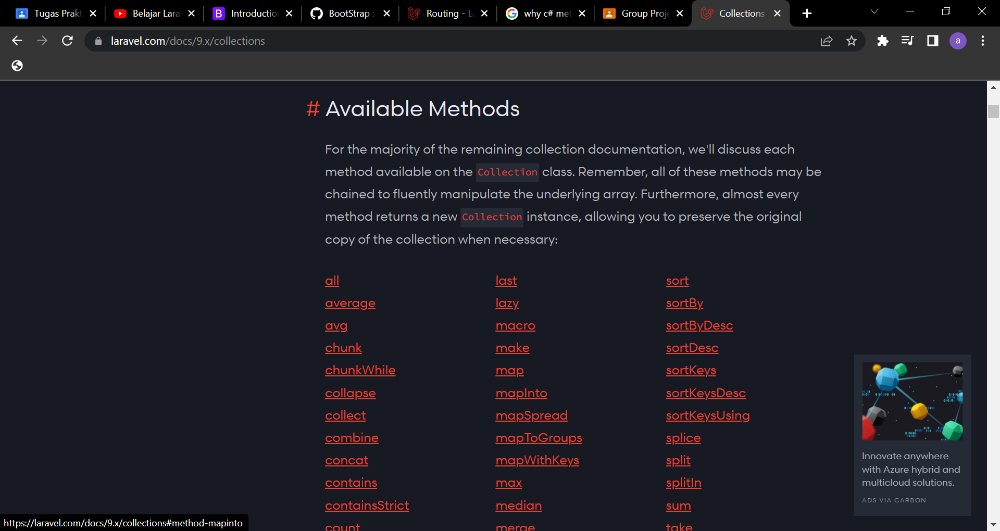 Tugas Prakt
Belajar Lara
B Introductio
BootStrap :
Routing - L
G why c# met
Group Proje
Collections
laravel.com/docs/9.x/collections
a
# Available Methods
For the majority of the remaining collection documentation, we'll discuss each
method available on the Collection class. Remember, all of these methods may be
chained to fluently manipulate the underlying array. Furthermore, almost every
method returns a new Collection instance, allowing you to preserve the original
copy of the collection when necessary:
all
average
avg
chunk
chunkWhile
collapse
collect
combine
concat
contains
containsStrict
count
last
lazy
macro
make
map
mapInto
mapSpread
mapToGroups
mapWithKeys
max
median
merge
sort
sortBy
sortByDesc
sortDesc
sortKeys
sortKeysDesc
sortKeysUsing
splice
split
splitIn
sum
take
Innovate anywhere
with Azure hybrid and
multicloud solutions.
ADS VIA CARBON
https://laravel.com/docs/9.x/collections#method-mapinto